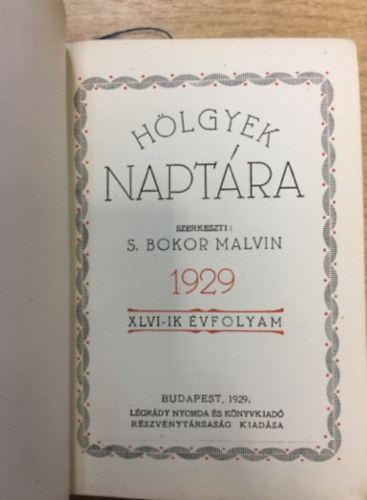 HÖLGYEK
NAPTÁRA
SZERKESZTI:
S. BOKOR MALVIN
1929
XLVI-IK ÉVFOLYAM
BUDAPEST, 1929.
LÉGRÁDY NYOMDA ÉS KÖNYVKIADÓ
RÉSZVÉNYTÁRSASÁG KIADÁSA